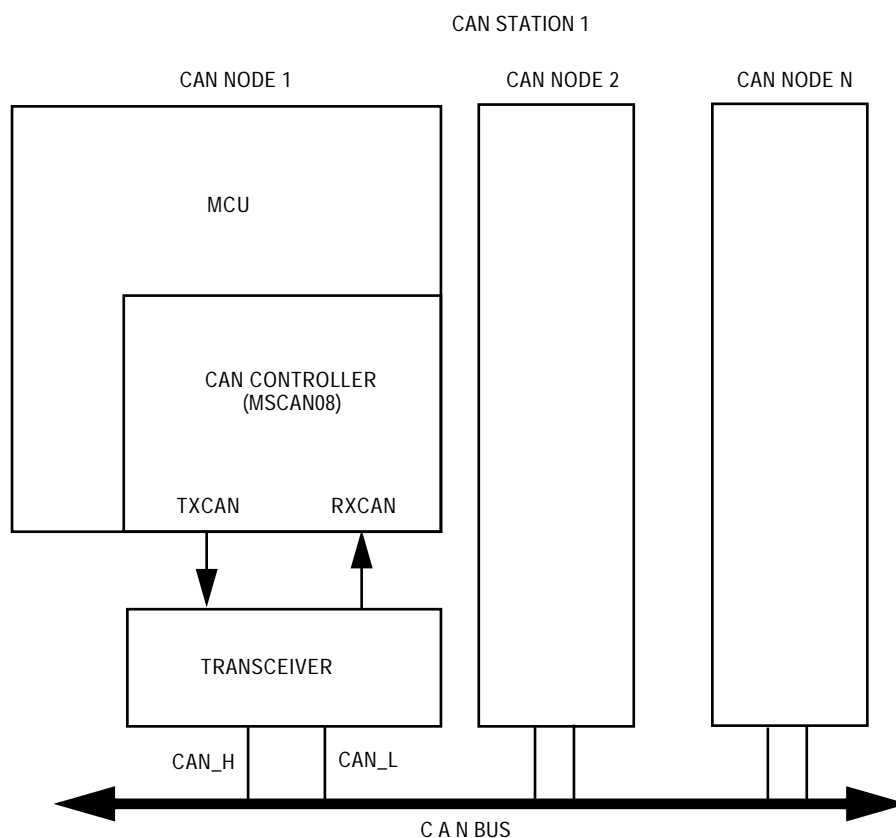 CAN STATION 1
CAN NODE 1
CAN NODE 2
CAN NODE N
MCU
CAN CONTROLLER
(MSCAN08)
TXCAN
RXCAN
TRANSCEIVER
CAN_H
CAN_L
C A N BUS